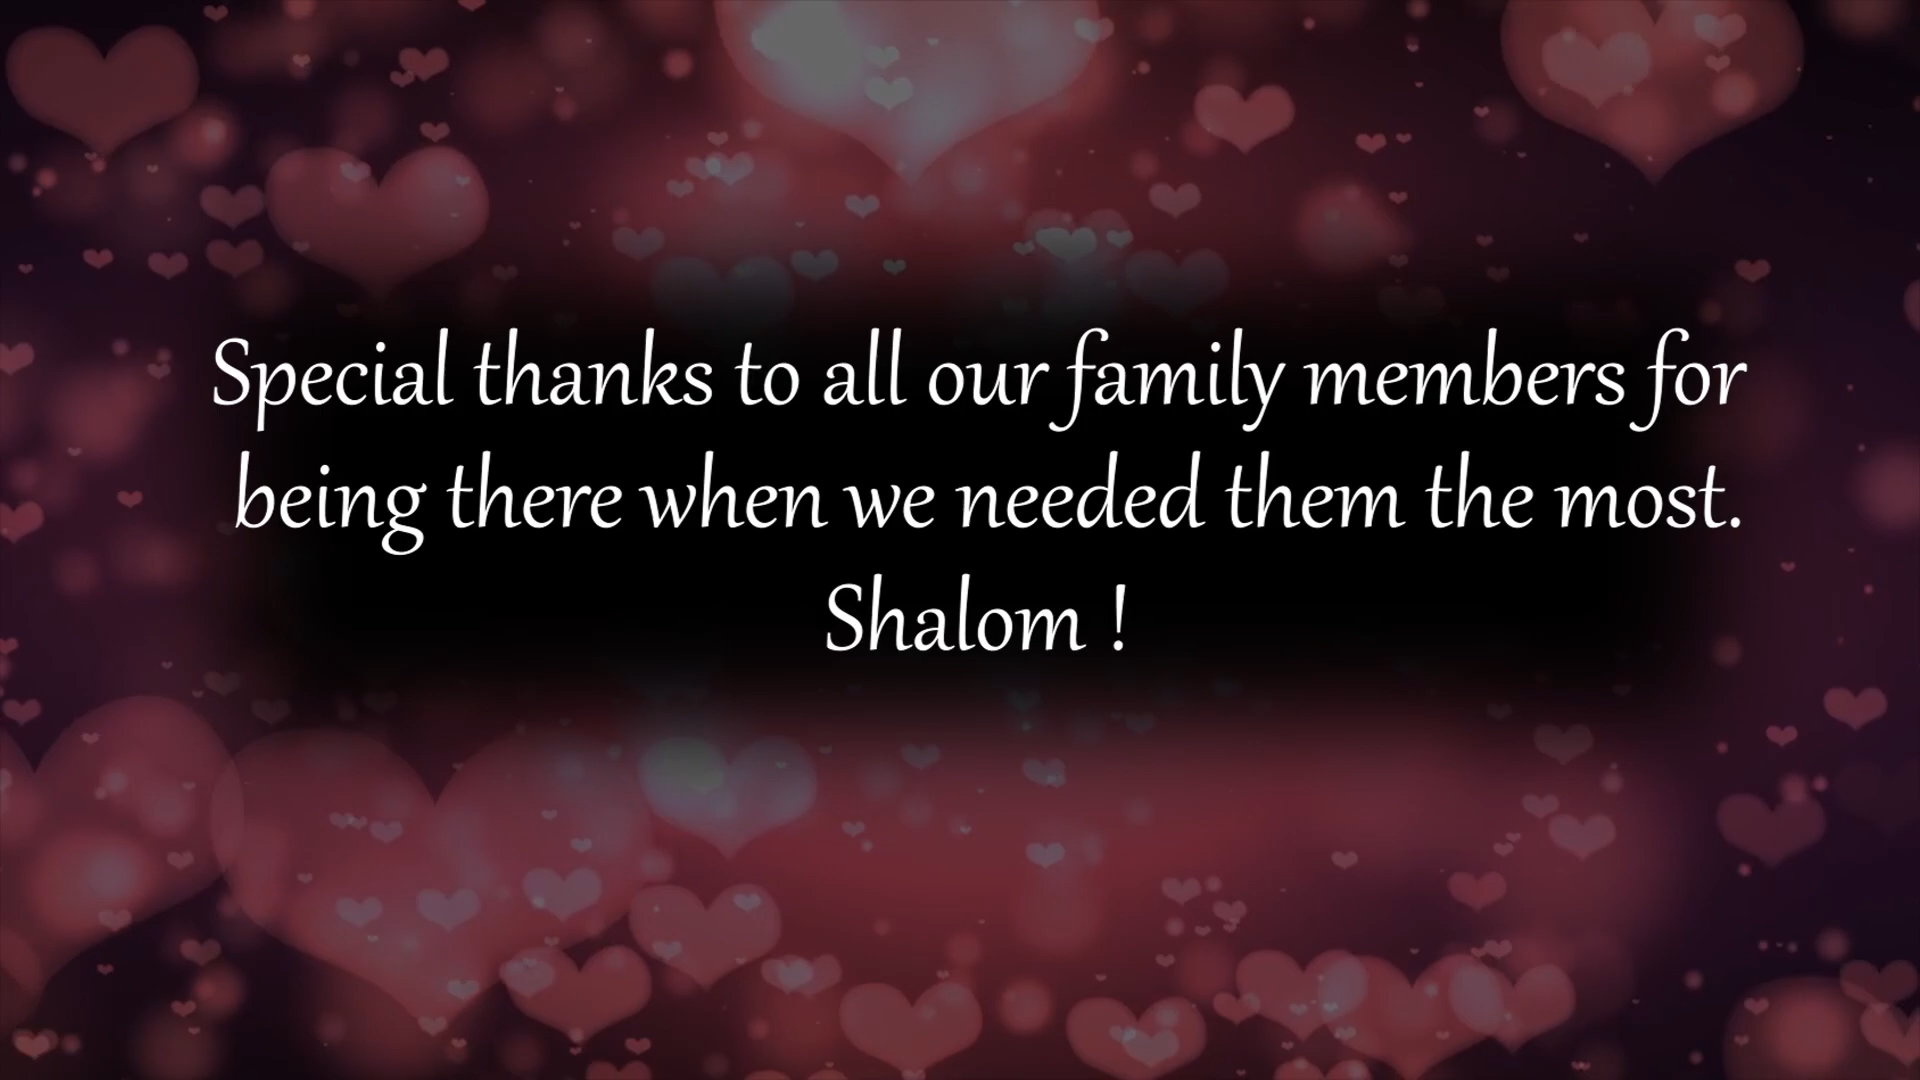 Special thanks to all our family members for
being there when we needed them the most.
Shalom !